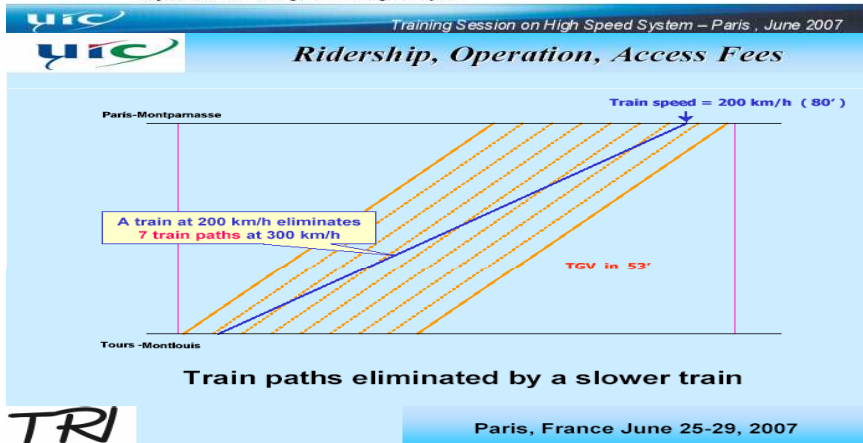 uic
Training Session on High Speed System – Paris , June 2007
uic
Ridership, Operation, Access Fees
Train speed = 200 km/h ( 80' )
Paris-Montparnasse
A train at 200 km/h eliminates
7 train paths at 300 km/h
TGV in 53'
Tours -Montlouis
Train paths eliminated by a slower train
TRI
Paris, France June 25-29, 2007